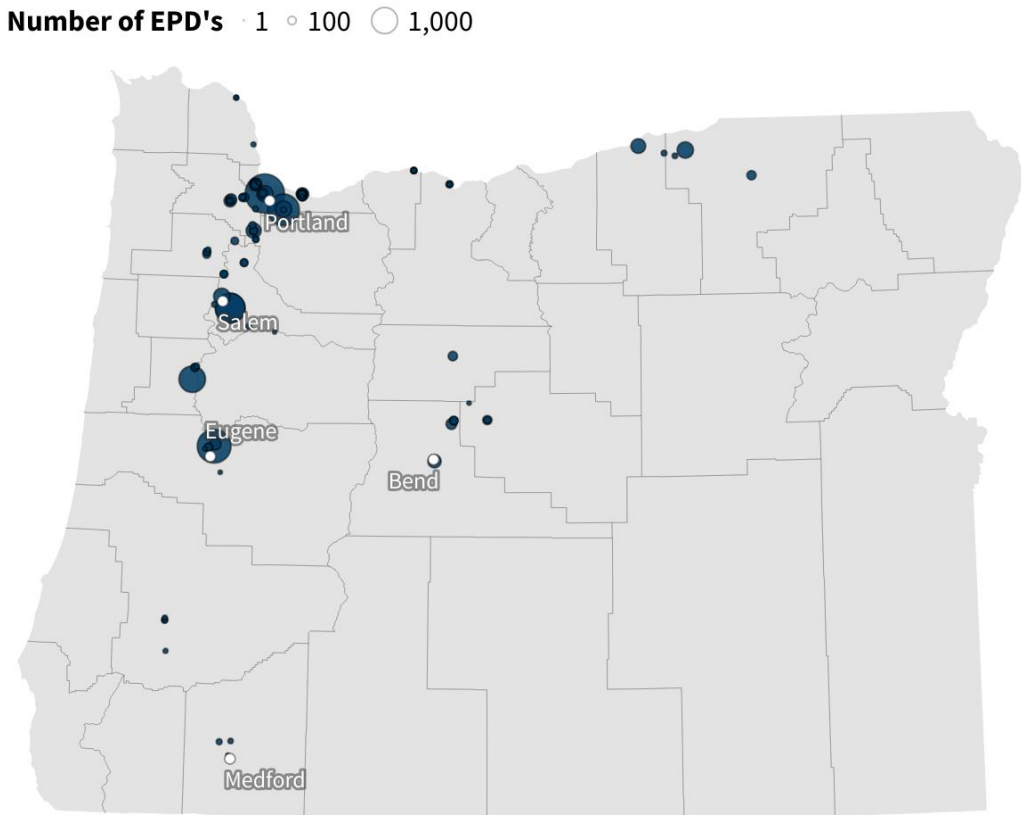 Number of EPD's 1 100 1,000
Portland
Salem
Eugene
Bend
Medford